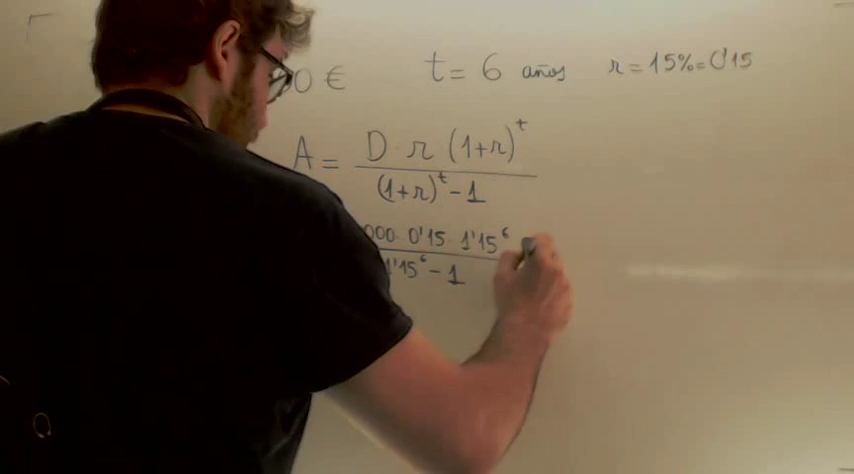 0 € t = 6 años r = 15% = 0'15
A = D · r (1+r)^t
(1+r)^t - 1
000 · 0'15 · 1'15^6
1'15^6 - 1